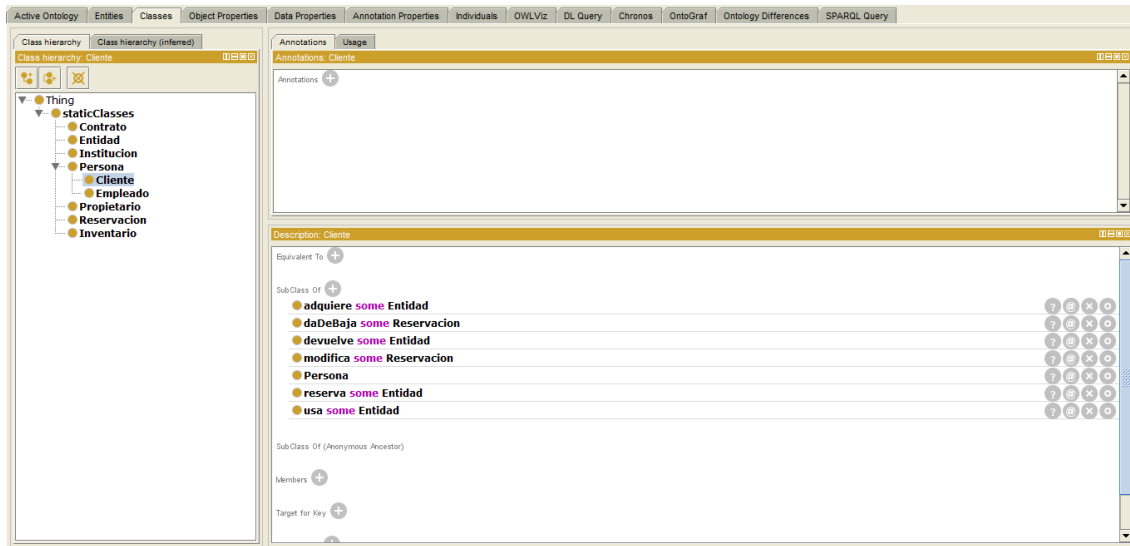 Active Ontology Entities Classes Object Properties Data Properties Annotation Properties Individuals OWLViz DL Query Chronos OntoGraf Ontology Differences SPARQL Query
Class hierarchy Class hierarchy (inferred)
Class hierarchy: Cliente
Thing
staticClasses
Contrato
Entidad
Institucion
Persona
Cliente
Empleado
Propietario
Reservacion
Inventario
Annotations Usage
Annotations: Cliente
Annotations
Description: Cliente
Equivalent To
SubClass Of
adquiere some Entidad
daDeBaja some Reservacion
devuelve some Entidad
modifica some Reservacion
Persona
reserva some Entidad
usa some Entidad
SubClass Of (Anonymous Ancestor)
Members
Target for Key